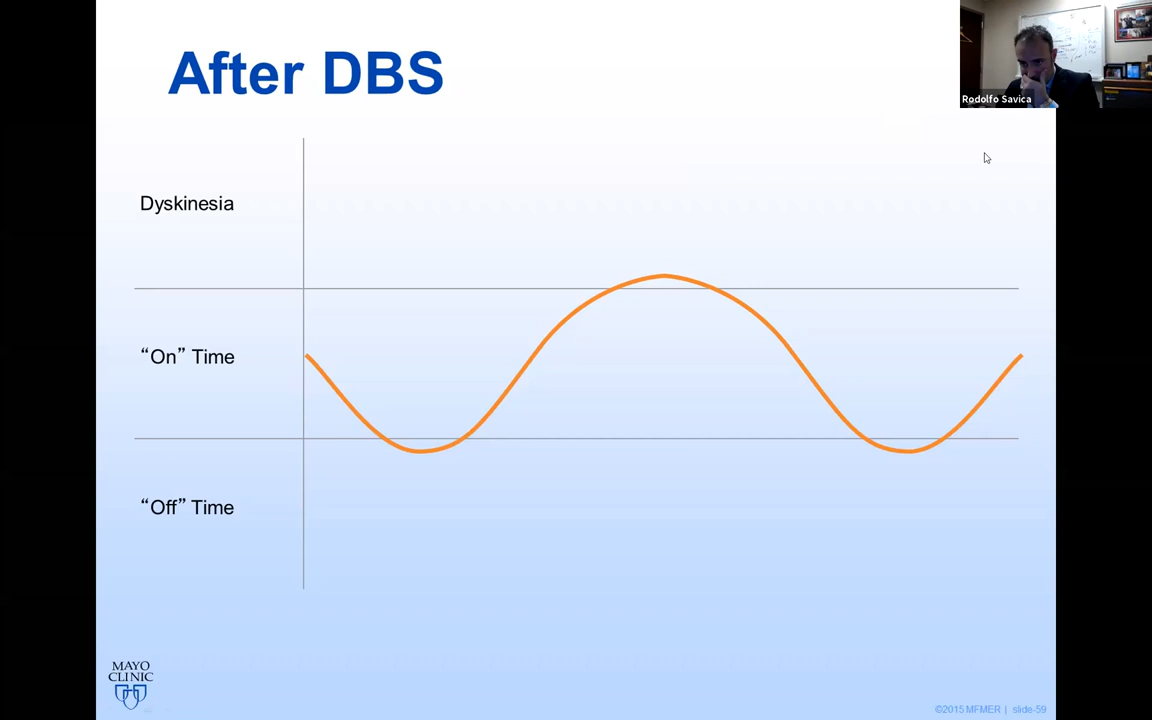 After DBS
Rodolfo Savica
Dyskinesia
“On” Time
“Off” Time
MAYO
CLINIC
©2015 MFMER | slide-59